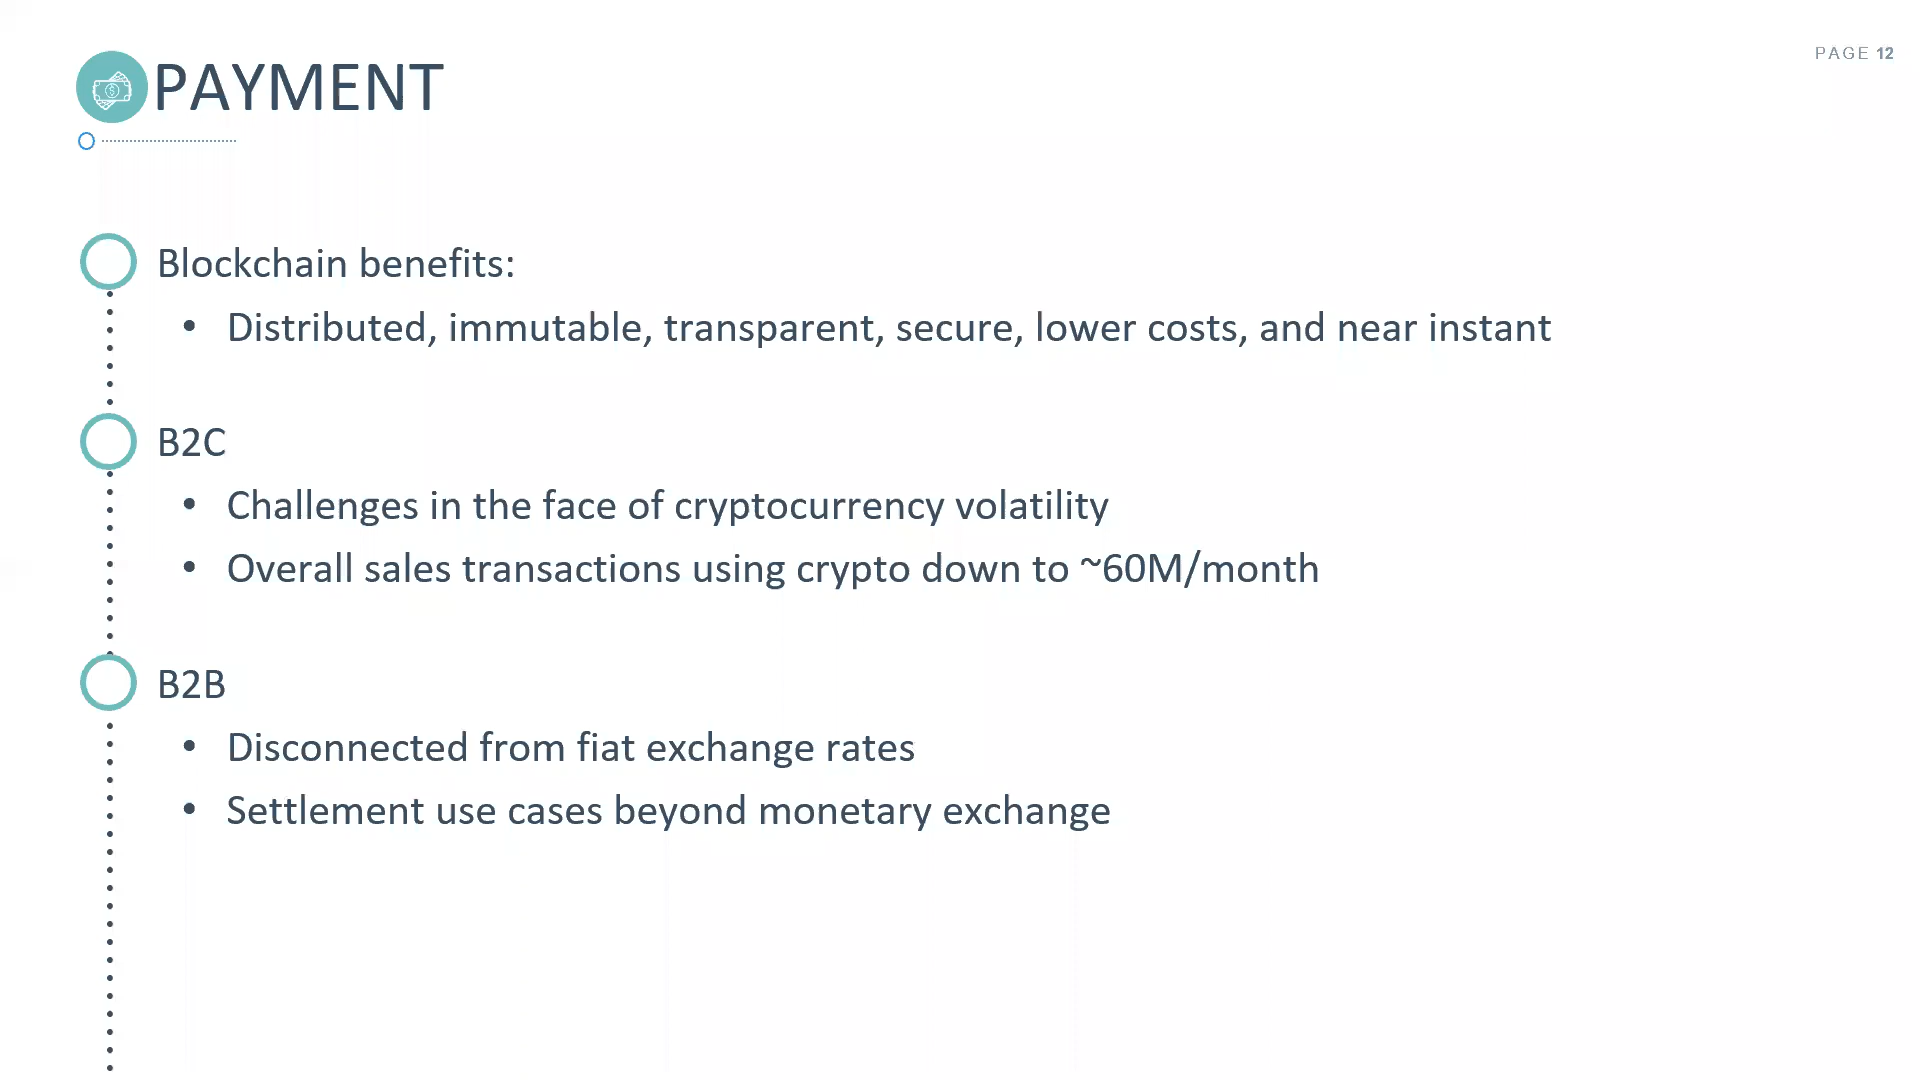 PAGE 12
PAYMENT
Blockchain benefits:
• Distributed, immutable, transparent, secure, lower costs, and near instant
B2C
• Challenges in the face of cryptocurrency volatility
• Overall sales transactions using crypto down to ~60M/month
B2B
• Disconnected from fiat exchange rates
• Settlement use cases beyond monetary exchange